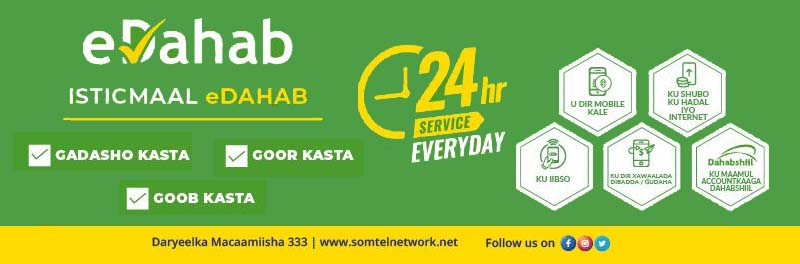 eDahab
ISTICMAAL eDAHAB
GADASHO KASTA
GOOR KASTA
GOOB KASTA
24hr
SERVICE
EVERYDAY
U DIR MOBILE
KALE
KU SHUBO
KU HADAL
IYO
INTERNET
KU IIBSO
KU DIR XAWAALADA
DIBADDA / GUDAHA
Dahabshiil
KU MAAMUL
ACCOUNTKAAGA
DAHABSHIIL
Daryeelka Macaamiisha 333 | www.somtelnetwork.net
Follow us on